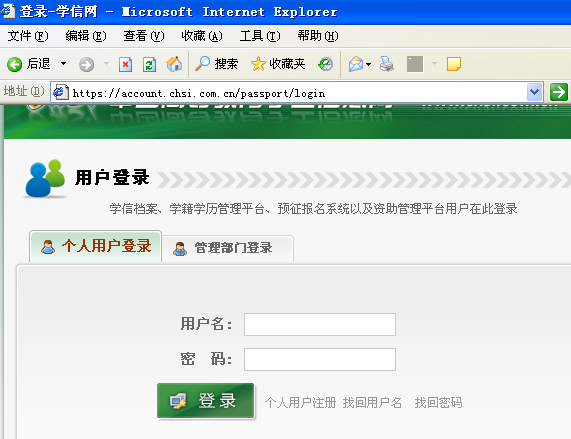 登录-学信网 - Microsoft Internet Explorer
文件(F) 编辑(E) 查看(V) 收藏(A) 工具(T) 帮助(H)
后退 搜索 收藏夹
地址(D) https://account.chsi.com.cn/passport/login
用户登录
学信档案、学籍学历管理平台、预征报名系统以及资助管理平台用户在此登录
个人用户登录 管理部门登录
用户名：
密 码：
登录 个人用户注册 找回用户名 找回密码